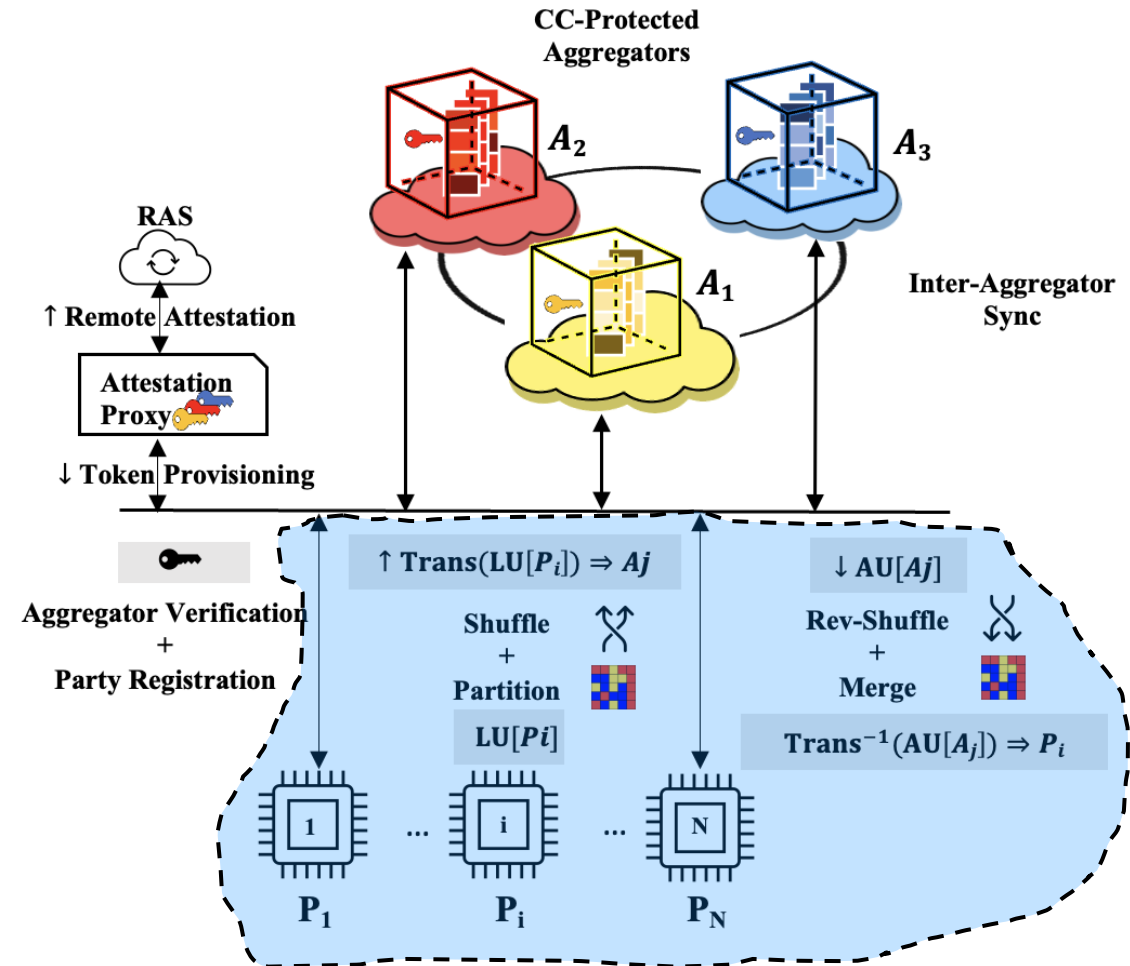 CC-Protected
Aggregators
A₂
A₃
RAS
A₁
Inter-Aggregator
Sync
↑ Remote Attestation
Attestation
Proxy
↓ Token Provisioning
↑ Trans(LU[Pᵢ]) ⇒ Aj
↓ AU[Aj]
Aggregator Verification
+
Party Registration
Shuffle
+
Partition
LU[Pi]
Rev-Shuffle
+
Merge
Trans⁻¹(AU[Aⱼ]) ⇒ Pᵢ
1
...
i
...
N
P₁
Pᵢ
P_N